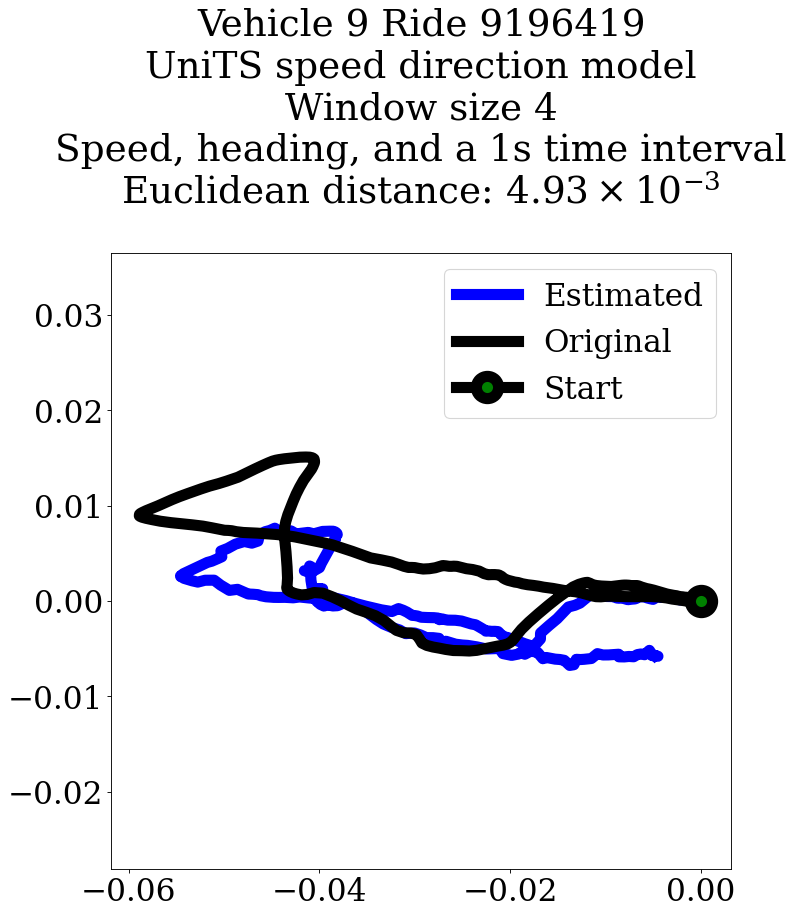 Vehicle 9 Ride 9196419
UniTS speed direction model
Window size 4
Speed, heading, and a 1s time interval
Euclidean distance: 4.93 × 10⁻³
Estimated
Original
Start
0.03
0.02
0.01
0.00
−0.01
−0.02
−0.06
−0.04
−0.02
0.00